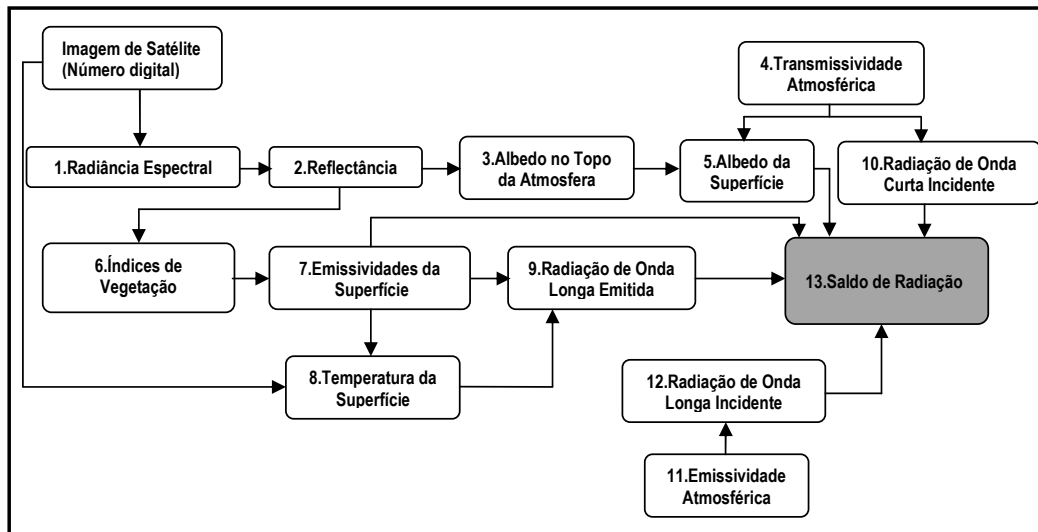 Imagem de Satélite
(Número digital)
4.Transmissividade
Atmosférica
1.Radiância Espectral
2.Reflectância
3.Albedo no Topo
da Atmosfera
5.Albedo da
Superfície
10.Radiação de Onda
Curta Incidente
6.Índices de
Vegetação
7.Emissividades da
Superfície
9.Radiação de Onda
Longa Emitida
13.Saldo de Radiação
8.Temperatura da
Superfície
12.Radiação de Onda
Longa Incidente
11.Emissividade
Atmosférica